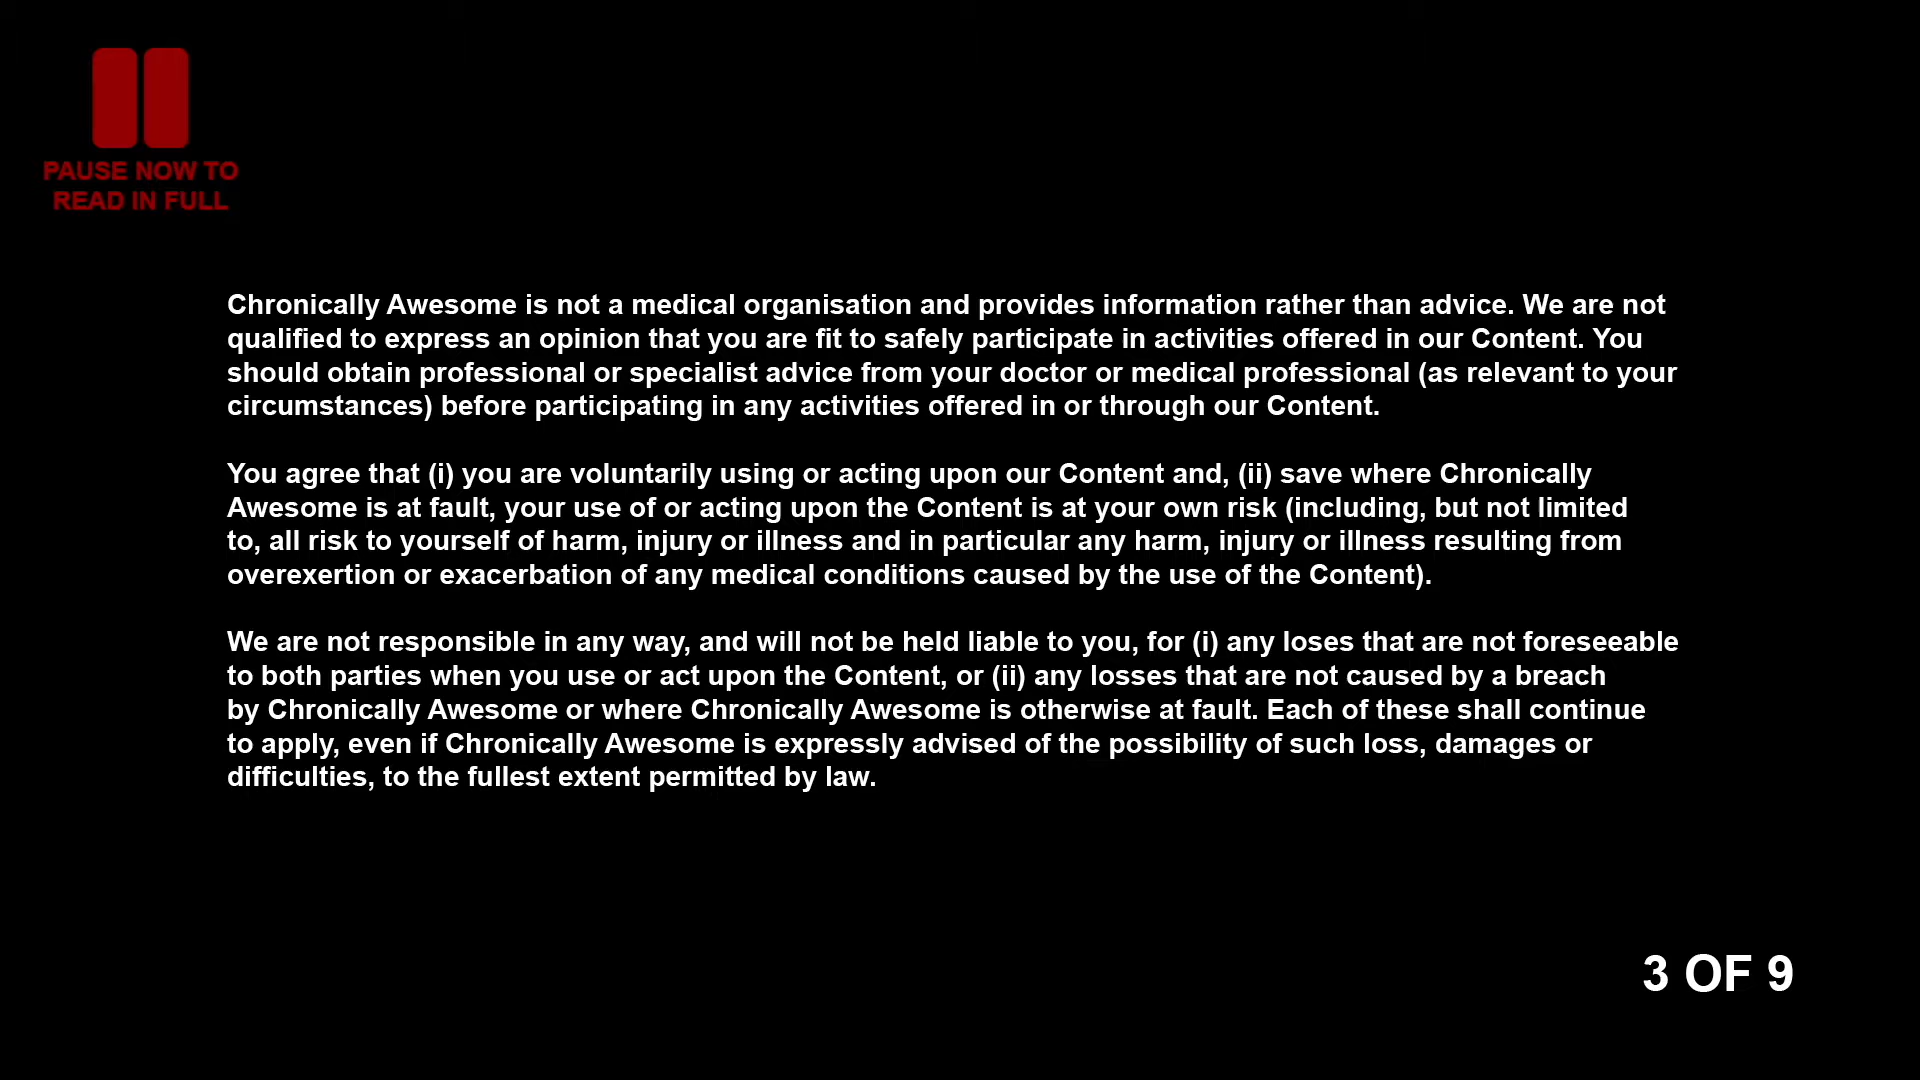 PAUSE NOW TO
READ IN FULL
Chronically Awesome is not a medical organisation and provides information rather than advice. We are not
qualified to express an opinion that you are fit to safely participate in activities offered in our Content. You
should obtain professional or specialist advice from your doctor or medical professional (as relevant to your
circumstances) before participating in any activities offered in or through our Content.
You agree that (i) you are voluntarily using or acting upon our Content and, (ii) save where Chronically
Awesome is at fault, your use of or acting upon the Content is at your own risk (including, but not limited
to, all risk to yourself of harm, injury or illness and in particular any harm, injury or illness resulting from
overexertion or exacerbation of any medical conditions caused by the use of the Content).
We are not responsible in any way, and will not be held liable to you, for (i) any loses that are not foreseeable
to both parties when you use or act upon the Content, or (ii) any losses that are not caused by a breach
by Chronically Awesome or where Chronically Awesome is otherwise at fault. Each of these shall continue
to apply, even if Chronically Awesome is expressly advised of the possibility of such loss, damages or
difficulties, to the fullest extent permitted by law.
3 OF 9